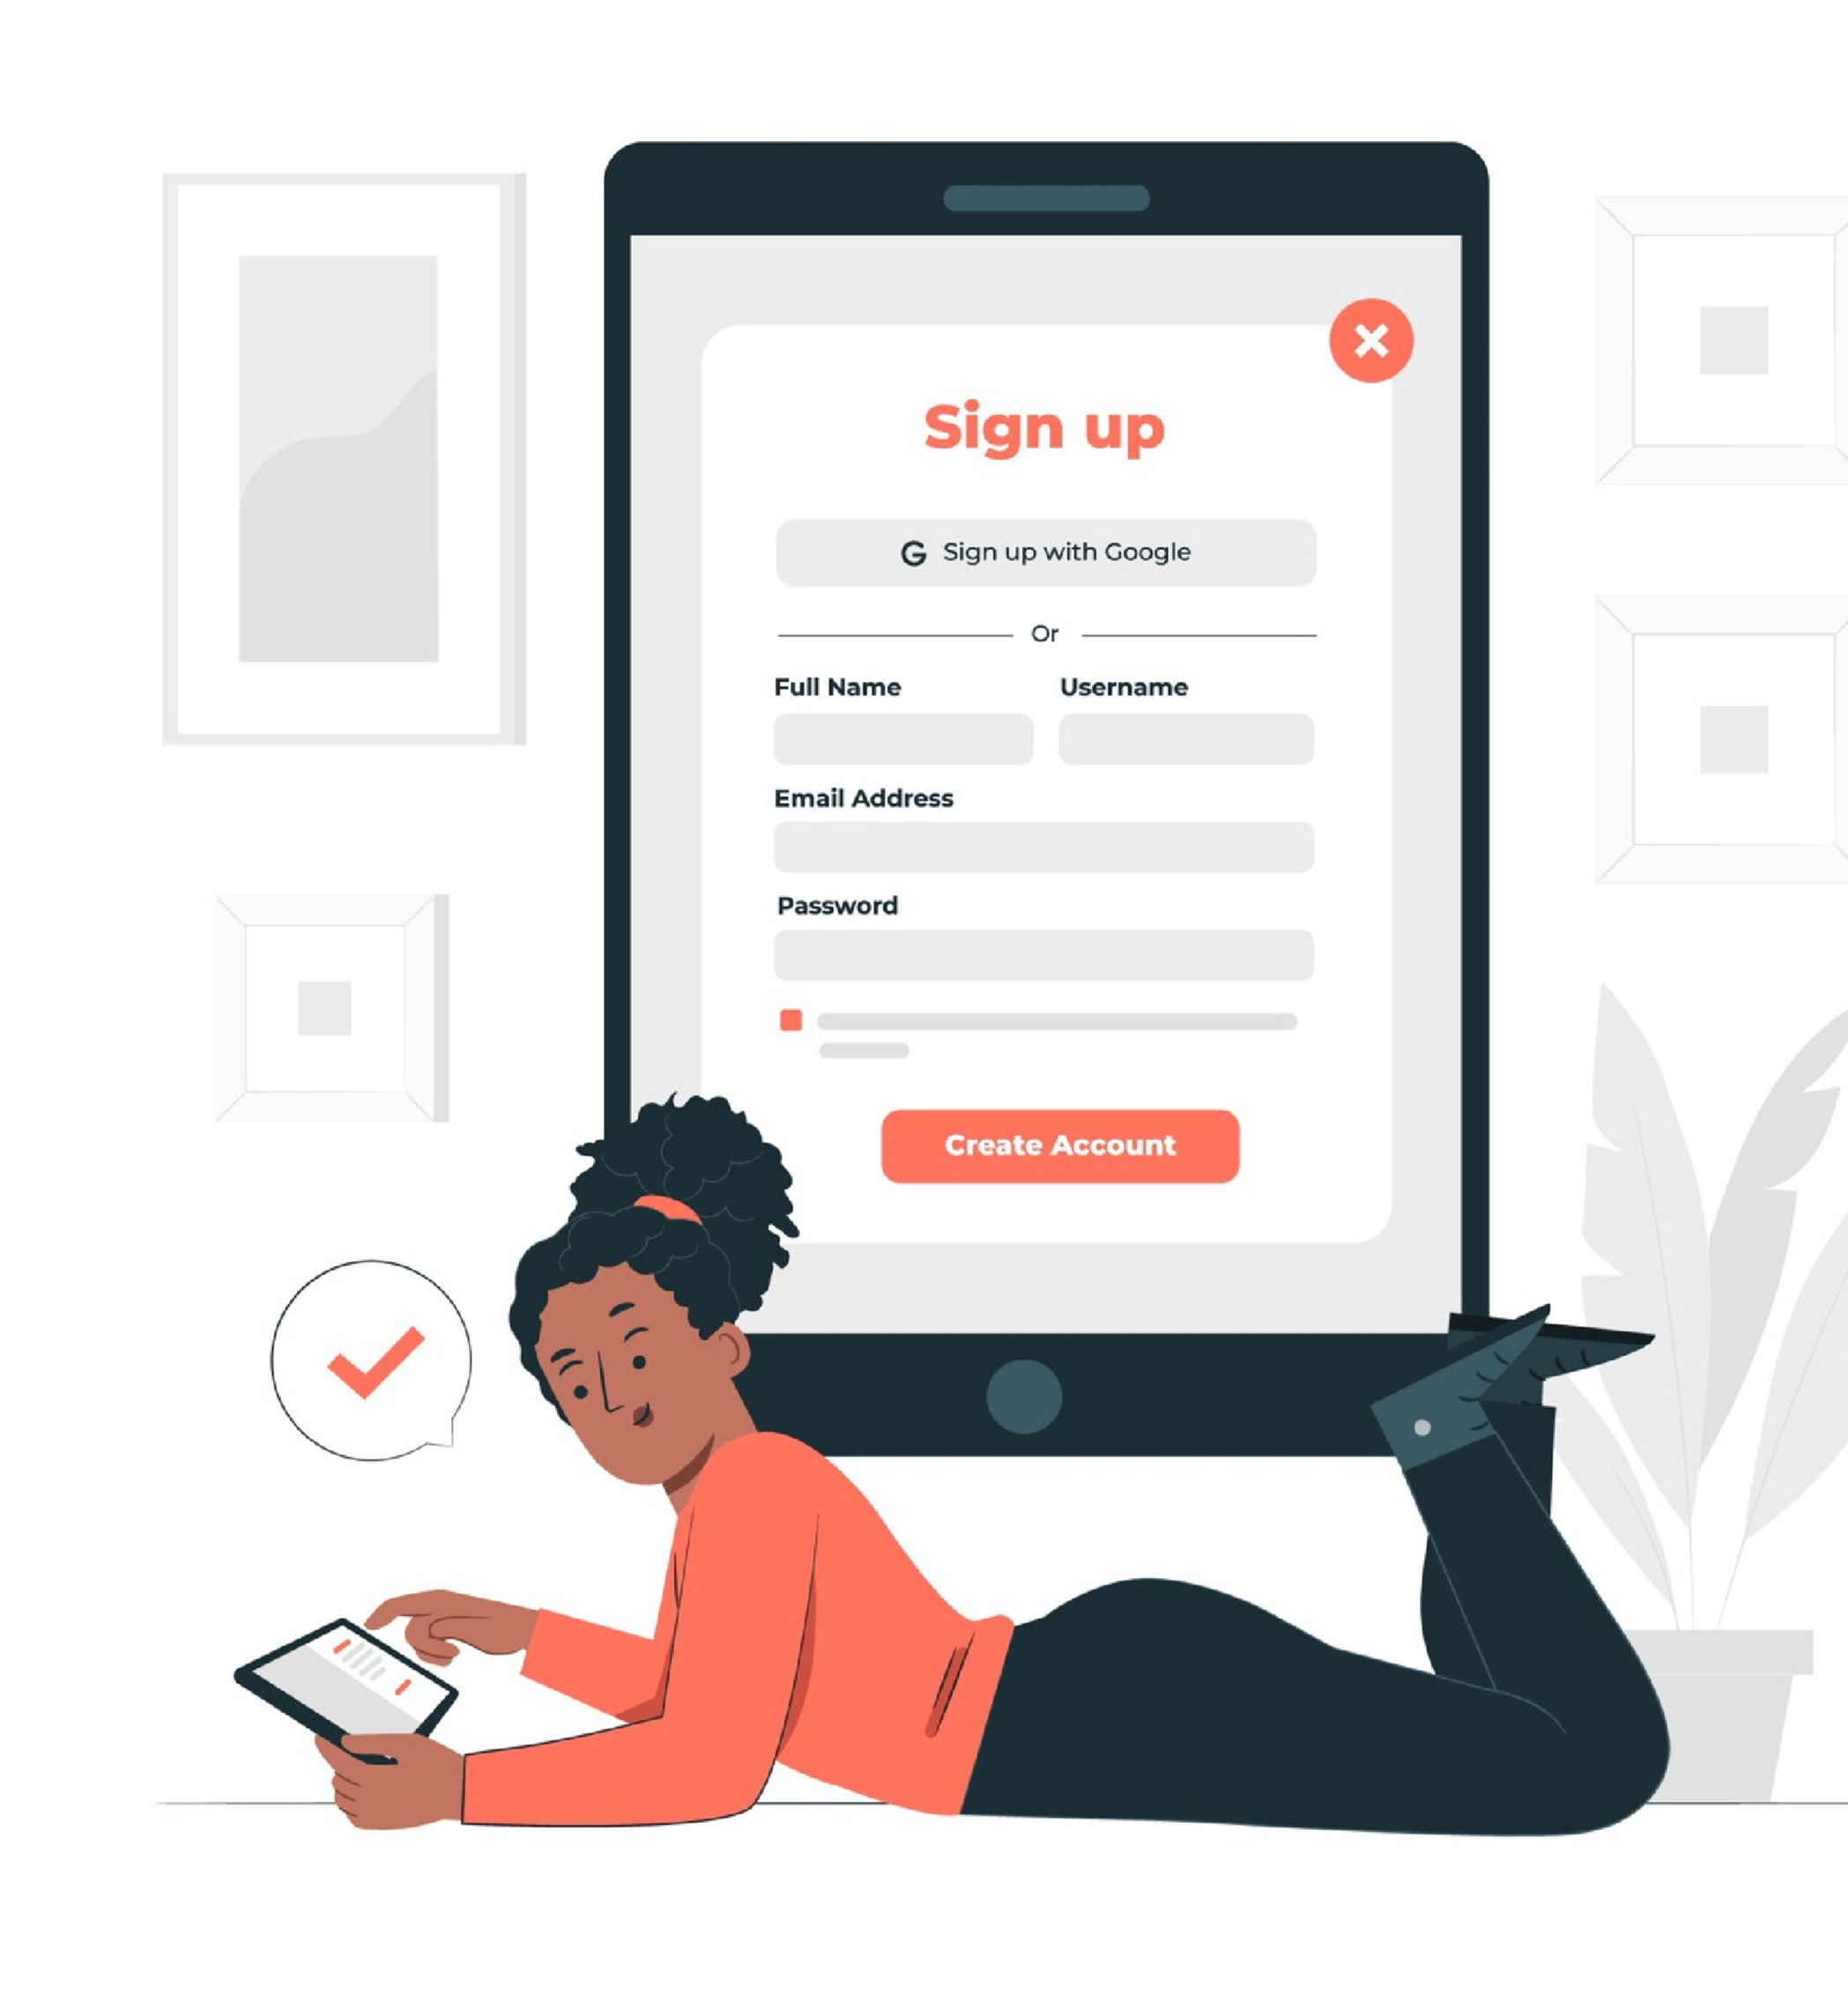 Sign up
G Sign up with Google
Or
Full Name Username
Email Address
Password
Create Account